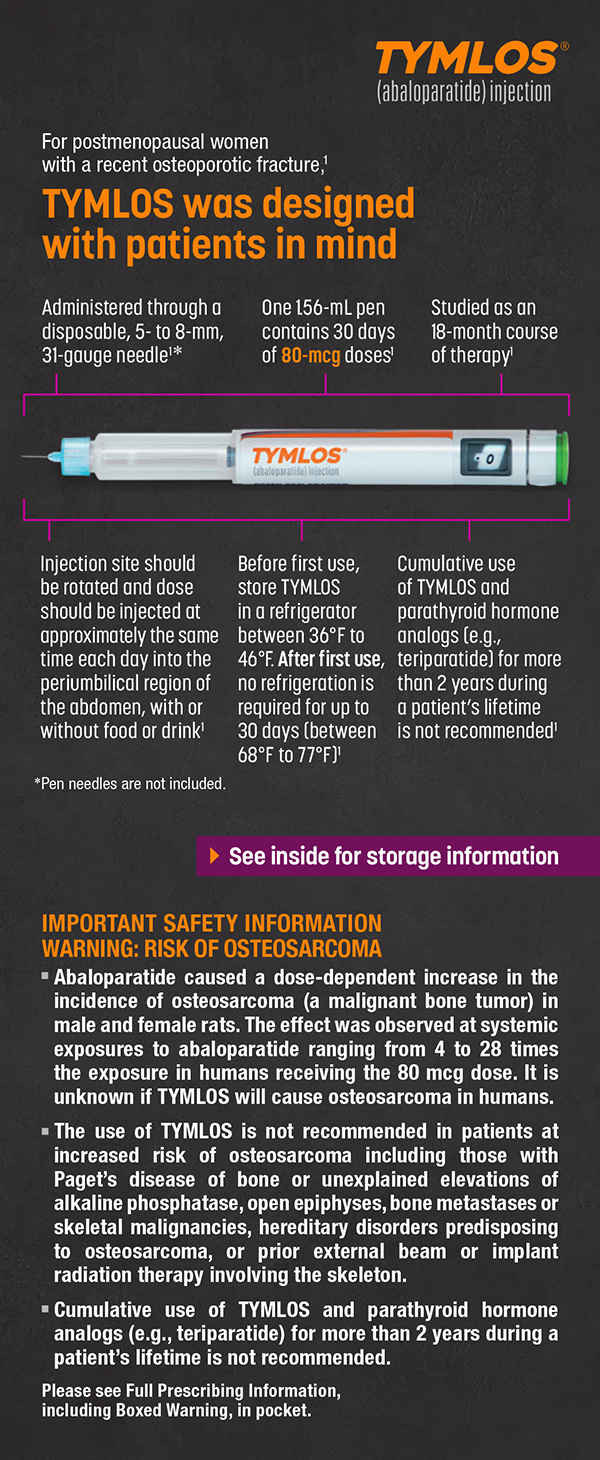 TYMLOS®
(abaloparatide) injection
For postmenopausal women
with a recent osteoporotic fracture,1
TYMLOS was designed
with patients in mind
Administered through a
disposable, 5- to 8-mm,
31-gauge needle1*
One 1.56-mL pen
contains 30 days
of 80-mcg doses1
Studied as an
18-month course
of therapy1
TYMLOS®
(abaloparatide) injection
0
Injection site should
be rotated and dose
should be injected at
approximately the same
time each day into the
periumbilical region of
the abdomen, with or
without food or drink1
Before first use,
store TYMLOS
in a refrigerator
between 36°F to
46°F. After first use,
no refrigeration is
required for up to
30 days (between
68°F to 77°F)1
Cumulative use
of TYMLOS and
parathyroid hormone
analogs (e.g.,
teriparatide) for more
than 2 years during
a patient's lifetime
is not recommended1
*Pen needles are not included.
See inside for storage information
IMPORTANT SAFETY INFORMATION
WARNING: RISK OF OSTEOSARCOMA
▪ Abaloparatide caused a dose-dependent increase in the
incidence of osteosarcoma (a malignant bone tumor) in
male and female rats. The effect was observed at systemic
exposures to abaloparatide ranging from 4 to 28 times
the exposure in humans receiving the 80 mcg dose. It is
unknown if TYMLOS will cause osteosarcoma in humans.
▪ The use of TYMLOS is not recommended in patients at
increased risk of osteosarcoma including those with
Paget's disease of bone or unexplained elevations of
alkaline phosphatase, open epiphyses, bone metastases or
skeletal malignancies, hereditary disorders predisposing
to osteosarcoma, or prior external beam or implant
radiation therapy involving the skeleton.
▪ Cumulative use of TYMLOS and parathyroid hormone
analogs (e.g., teriparatide) for more than 2 years during a
patient's lifetime is not recommended.
Please see Full Prescribing Information,
including Boxed Warning, in pocket.